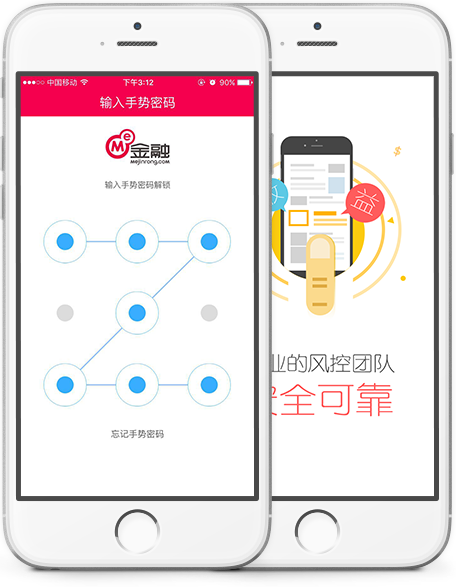 中国移动
下午3:12
90%
输入手势密码
Me金融
mejinrong.com
输入手势密码解锁
忘记手势密码
益
业的风控团队
全可靠